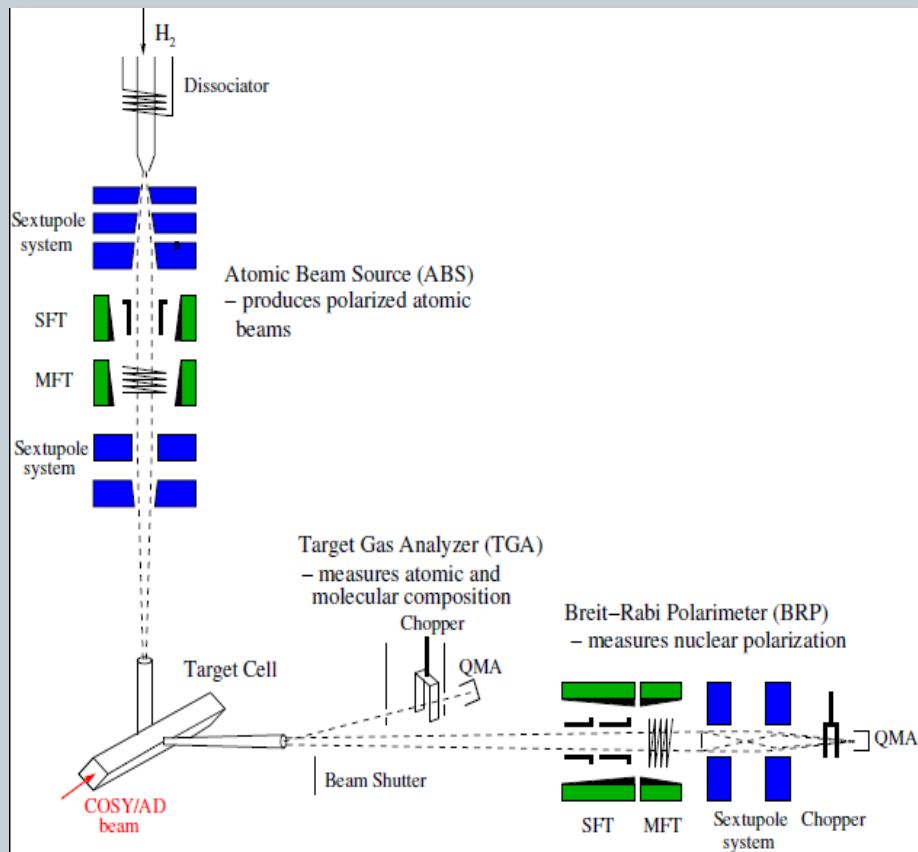 H2
Dissociator
Sextupole
system
SFT
Atomic Beam Source (ABS)
– produces polarized atomic
beams
MFT
Sextupole
system
Target Gas Analyzer (TGA)
– measures atomic and
molecular composition
Chopper
QMA
Breit–Rabi Polarimeter (BRP)
– measures nuclear polarization
Target Cell
QMA
Beam Shutter
COSY/AD
beam
SFT
MFT
Sextupole
system
Chopper